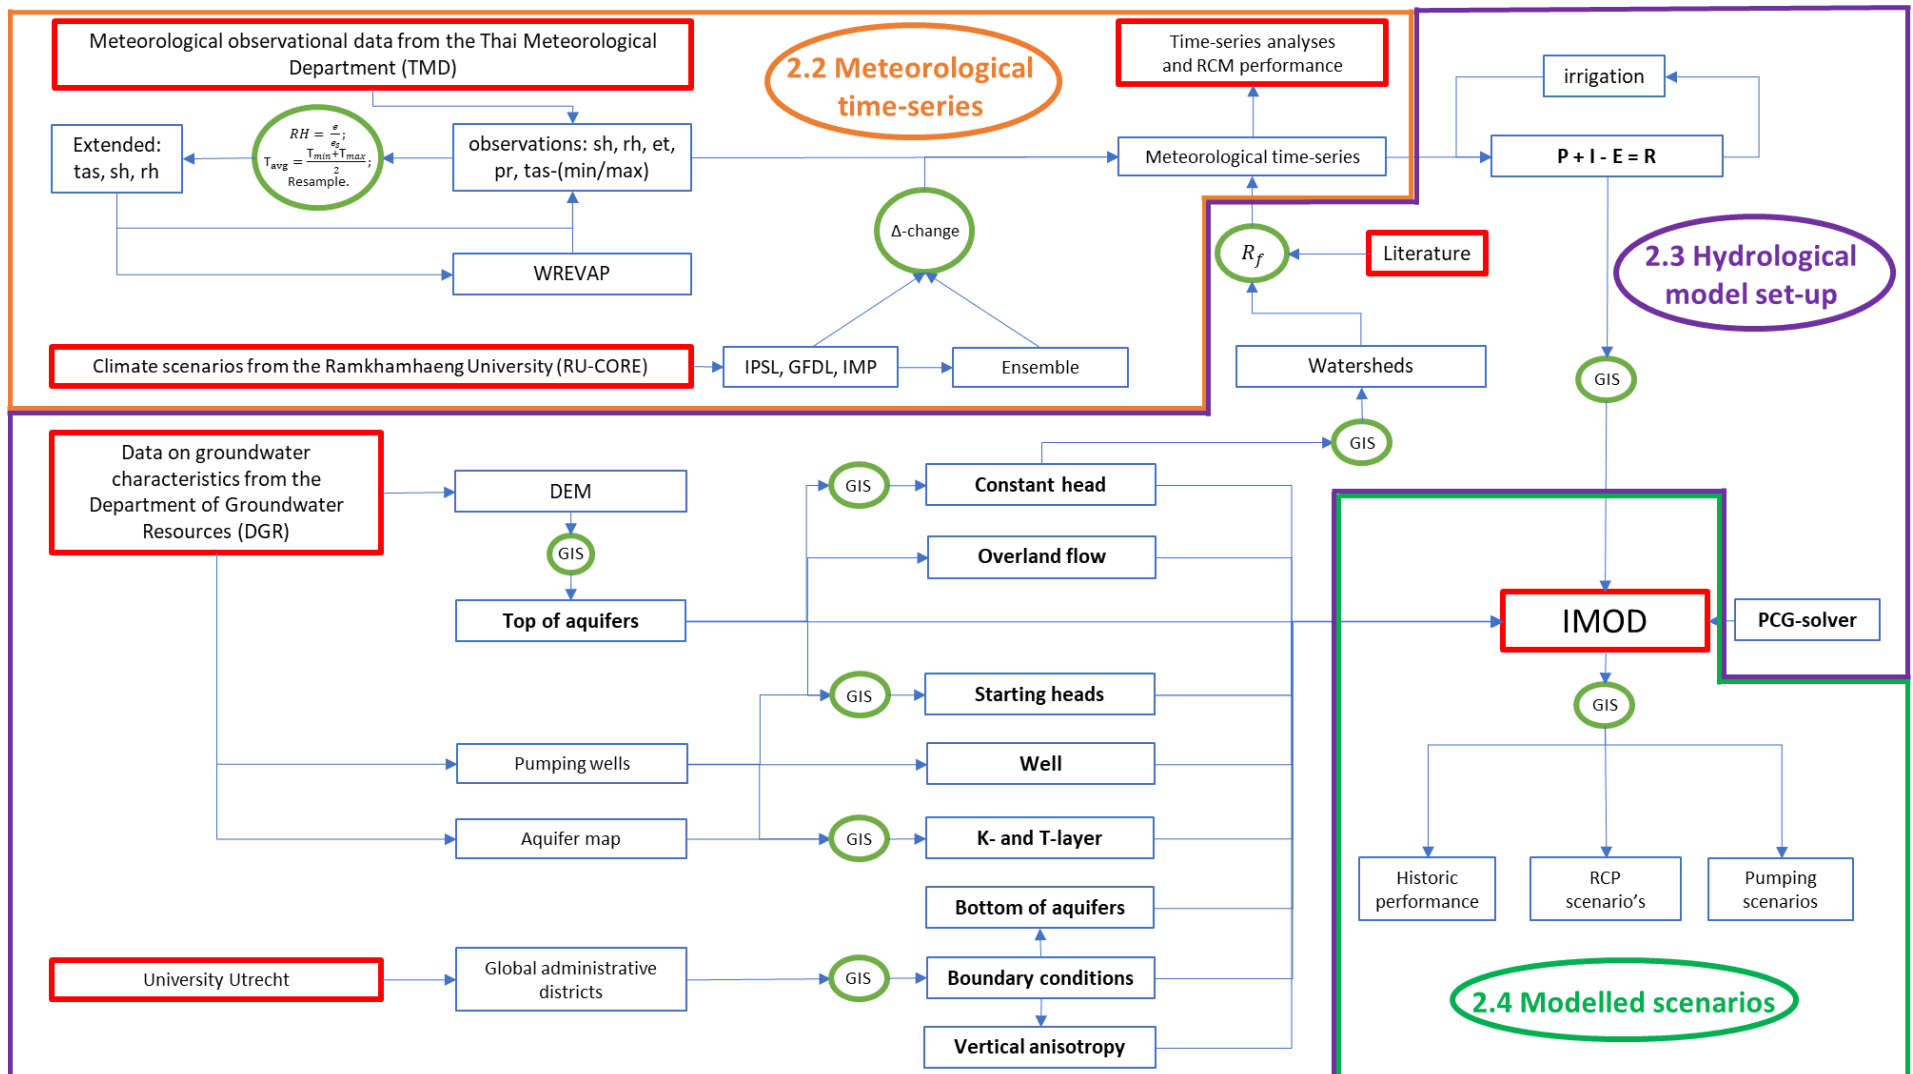 Meteorological observational data from the Thai Meteorological
Department (TMD)
2.2 Meteorological
time-series
Time-series analyses
and RCM performance
irrigation
Extended:
tas, sh, rh
RH = e/e_s;
T_avg = (T_min+T_max)/2;
Resample.
observations: sh, rh, et,
pr, tas-(min/max)
Meteorological time-series
P + I - E = R
Δ-change
R_f
Literature
2.3 Hydrological
model set-up
WREVAP
Climate scenarios from the Ramkhamhaeng University (RU-CORE)
IPSL, GFDL, IMP
Ensemble
Watersheds
GIS
GIS
Data on groundwater
characteristics from the
Department of Groundwater
Resources (DGR)
DEM
GIS
Constant head
GIS
Overland flow
Top of aquifers
IMOD
PCG-solver
GIS
Starting heads
GIS
Pumping wells
Well
Aquifer map
GIS
K- and T-layer
Historic
performance
RCP
scenario's
Pumping
scenarios
Bottom of aquifers
University Utrecht
Global administrative
districts
GIS
Boundary conditions
2.4 Modelled scenarios
Vertical anisotropy